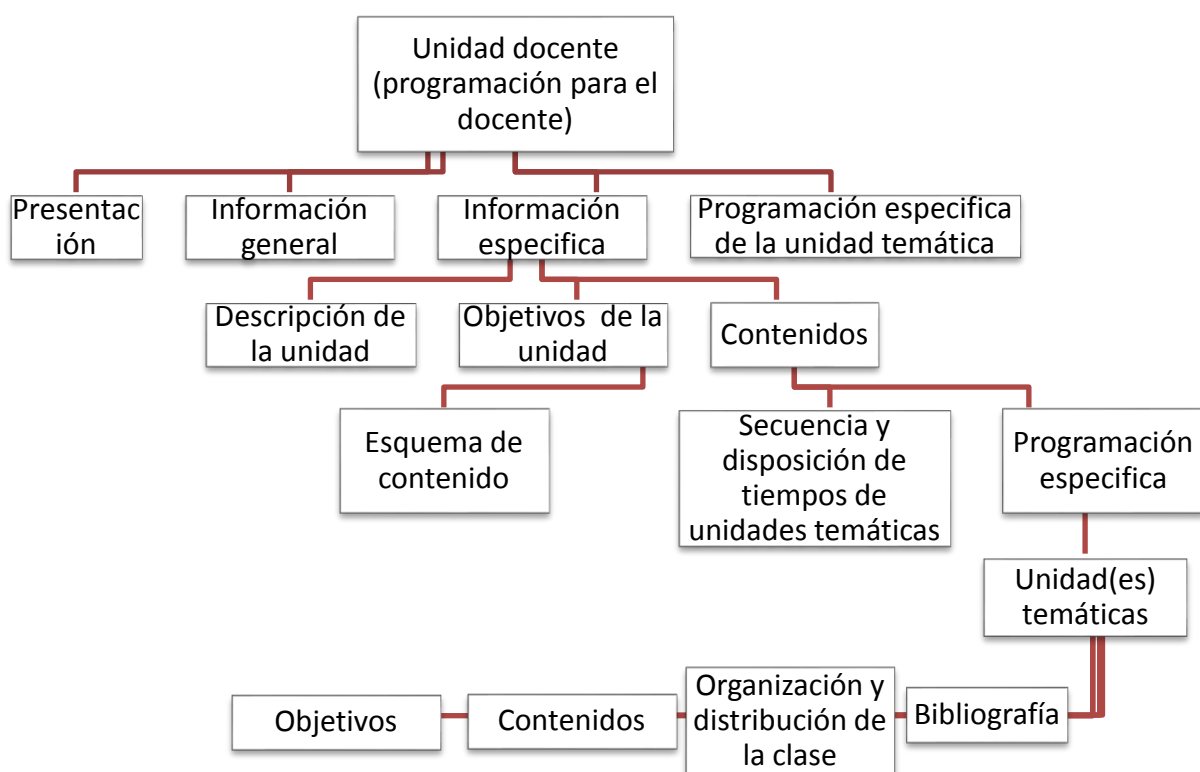 Unidad docente
(programación para el
docente)
Presentac
ión
Información
general
Información
especifica
Programación especifica
de la unidad temática
Descripción de
la unidad
Objetivos  de la
unidad
Contenidos
Esquema de
contenido
Secuencia y
disposición de
tiempos de
unidades temáticas
Programación
especifica
Unidad(es)
temáticas
Objetivos
Contenidos
Organización y
distribución de
la clase
Bibliografía